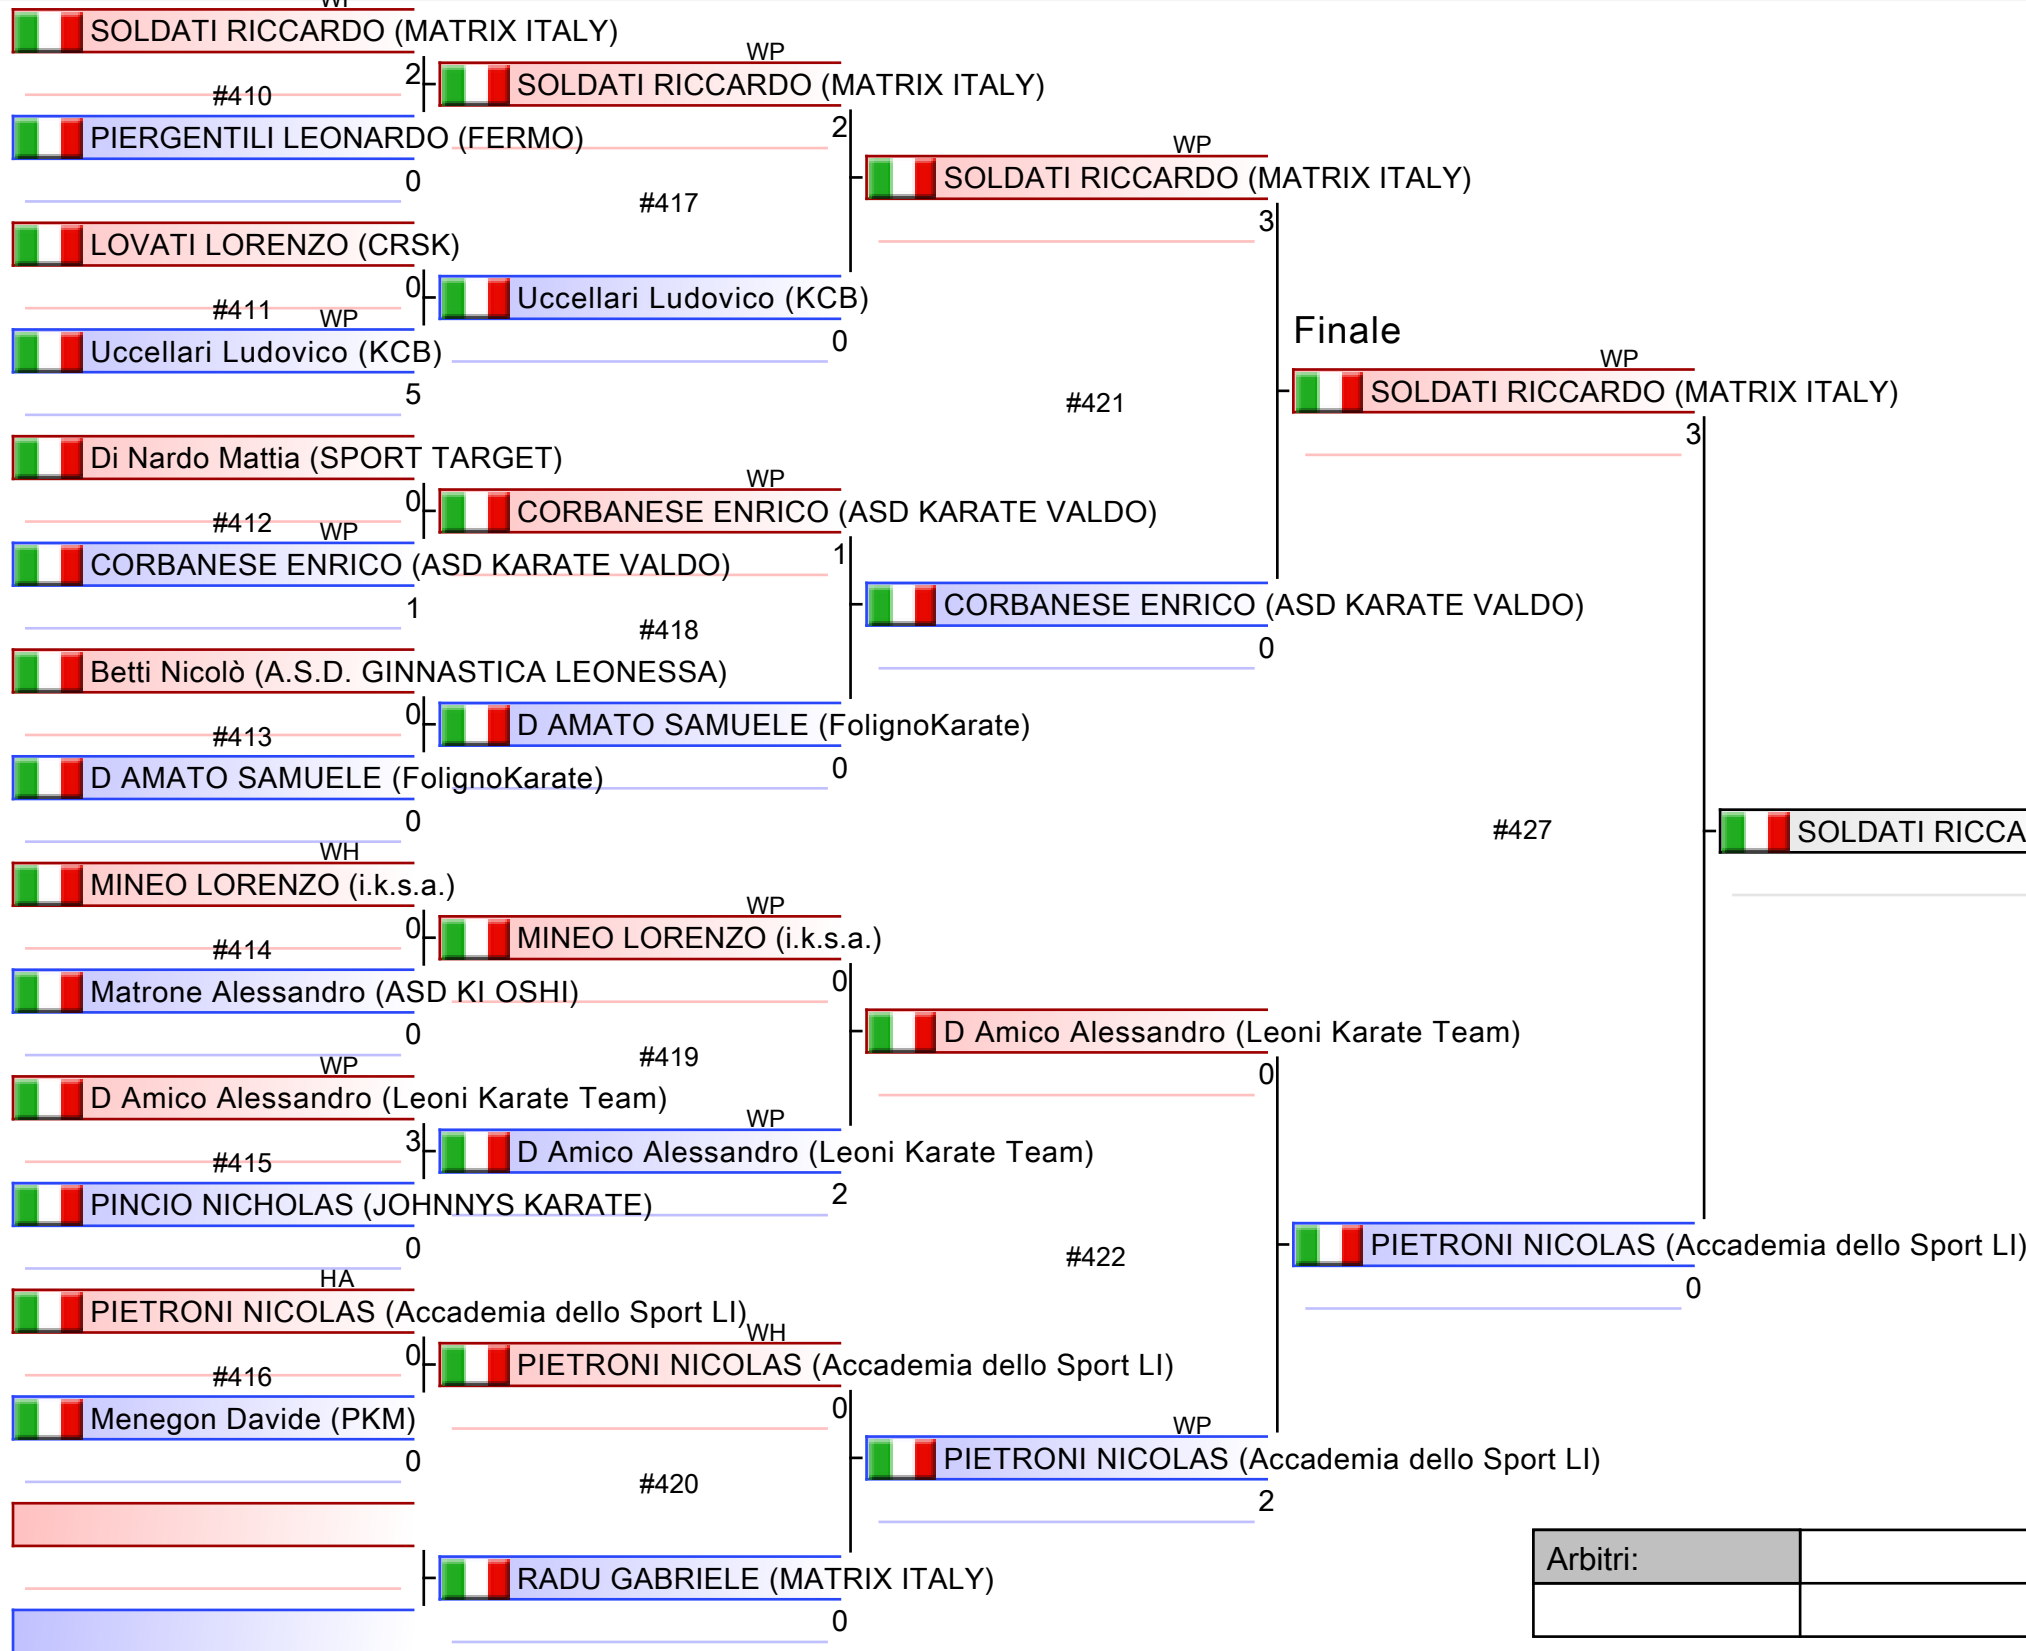 WP
SOLDATI RICCARDO (MATRIX ITALY)
2
#410
PIERGENTILI LEONARDO (FERMO)
0
LOVATI LORENZO (CRSK)
0
#411
WP
Uccellari Ludovico (KCB)
5
Di Nardo Mattia (SPORT TARGET)
0
#412
WP
CORBANESE ENRICO (ASD KARATE VALDO)
1
Betti Nicolò (A.S.D. GINNASTICA LEONESSA)
0
#413
D AMATO SAMUELE (FolignoKarate)
0
WH
MINEO LORENZO (i.k.s.a.)
0
#414
Matrone Alessandro (ASD KI OSHI)
0
WP
D Amico Alessandro (Leoni Karate Team)
3
#415
PINCIO NICHOLAS (JOHNNYS KARATE)
0
HA
PIETRONI NICOLAS (Accademia dello Sport LI)
0
#416
Menegon Davide (PKM)
0
WP
SOLDATI RICCARDO (MATRIX ITALY)
2
#417
Uccellari Ludovico (KCB)
0
WP
CORBANESE ENRICO (ASD KARATE VALDO)
1
#418
D AMATO SAMUELE (FolignoKarate)
0
WP
MINEO LORENZO (i.k.s.a.)
0
#419
WP
D Amico Alessandro (Leoni Karate Team)
2
WH
PIETRONI NICOLAS (Accademia dello Sport LI)
0
#420
RADU GABRIELE (MATRIX ITALY)
0
WP
SOLDATI RICCARDO (MATRIX ITALY)
3
#421
CORBANESE ENRICO (ASD KARATE VALDO)
0
D Amico Alessandro (Leoni Karate Team)
0
#422
WP
PIETRONI NICOLAS (Accademia dello Sport LI)
2
Finale
WP
SOLDATI RICCARDO (MATRIX ITALY)
3
#427
PIETRONI NICOLAS (Accademia dello Sport LI)
0
SOLDATI RICCA
Arbitri: